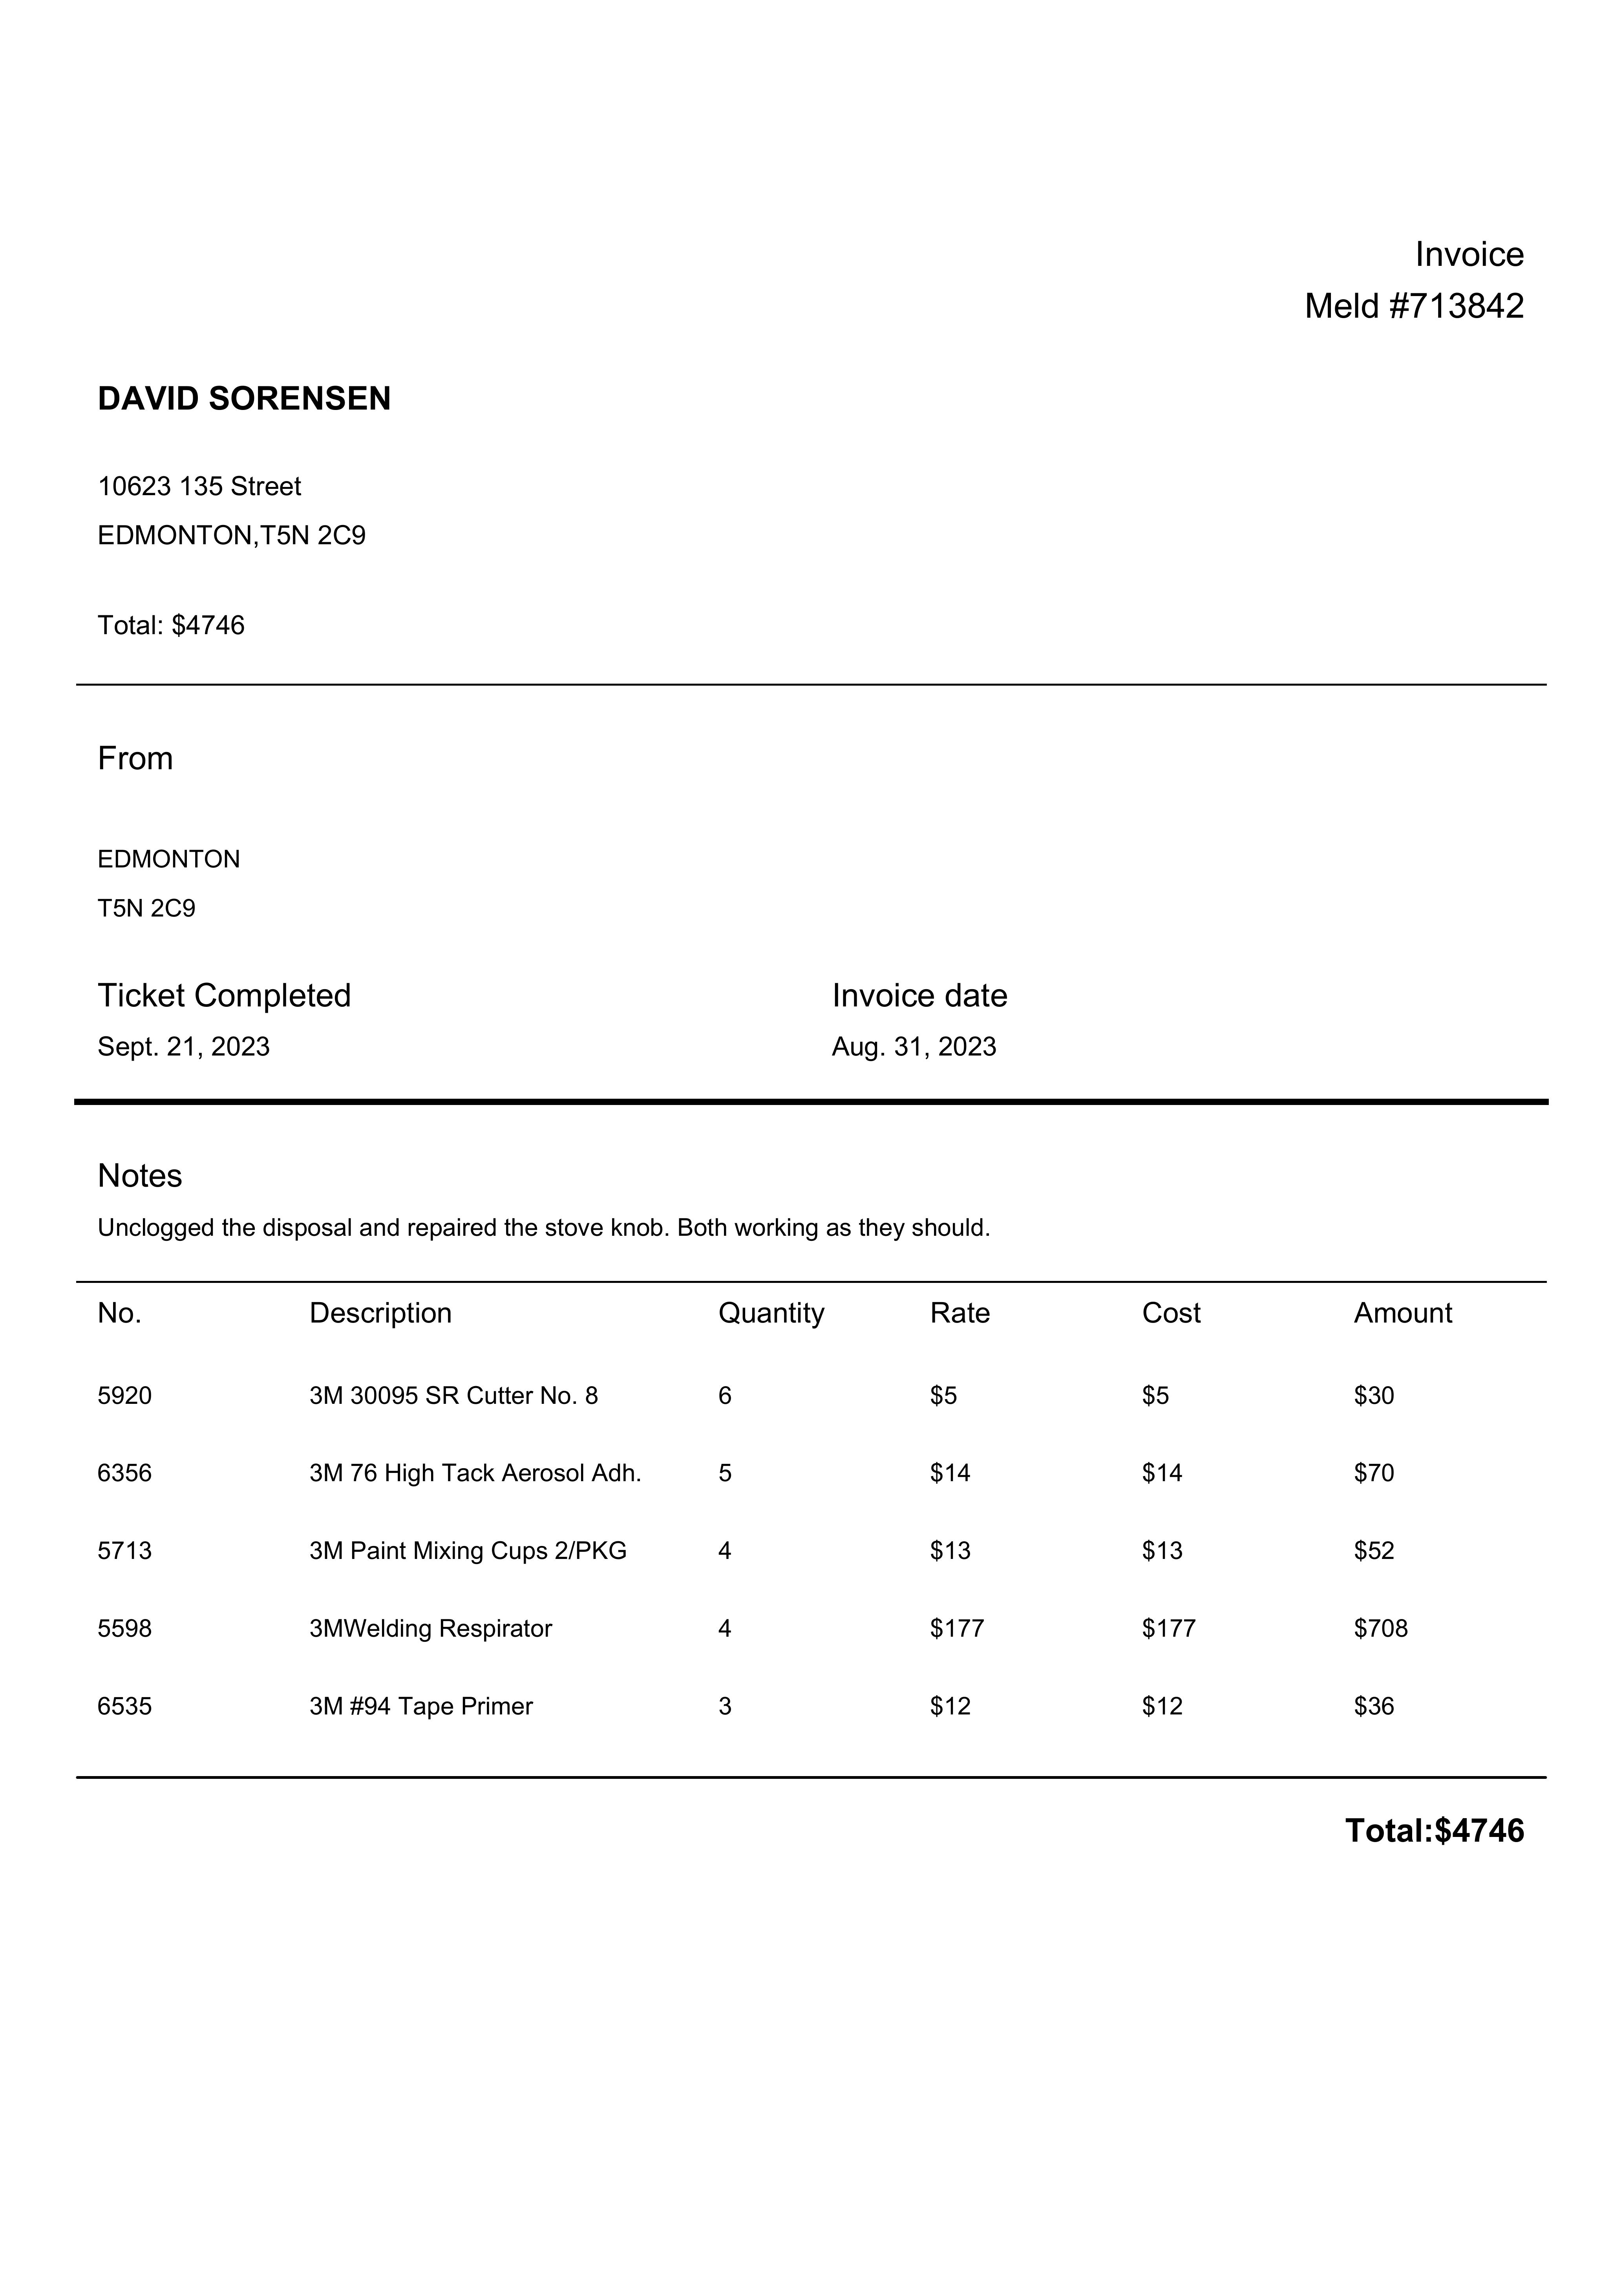 Invoice
Meld #713842
DAVID SORENSEN
10623 135 Street
EDMONTON,T5N 2C9
Total: $4746
From
EDMONTON
T5N 2C9
Ticket Completed Invoice date
Sept. 21, 2023 Aug. 31, 2023
Notes
Unclogged the disposal and repaired the stove knob. Both working as they should.
No. Description Quantity Rate Cost Amount
5920 3M 30095 SR Cutter No. 8 6 $5 $5 $30
6356 3M 76 High Tack Aerosol Adh. 5 $14 $14 $70
5713 3M Paint Mixing Cups 2/PKG 4 $13 $13 $52
5598 3MWelding Respirator 4 $177 $177 $708
6535 3M #94 Tape Primer 3 $12 $12 $36
Total:$4746